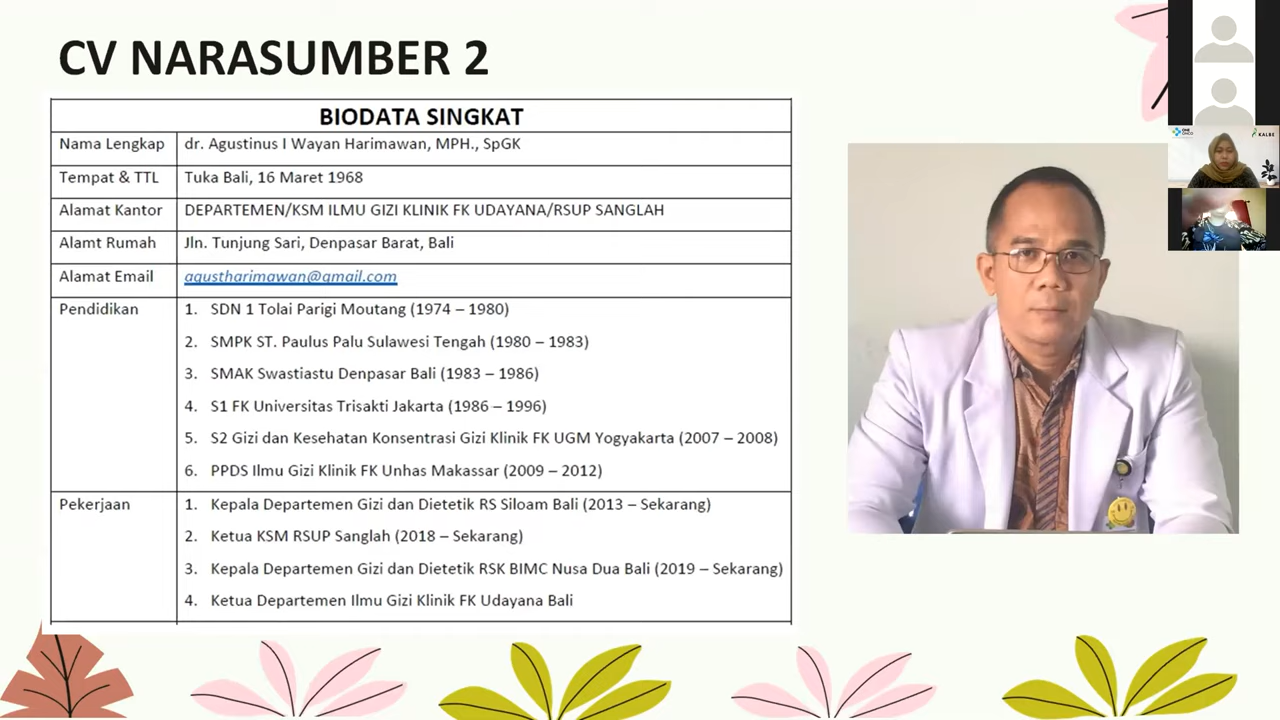 CV NARASUMBER 2
BIODATA SINGKAT
Nama Lengkap dr. Agustinus I Wayan Harimawan, MPH., SpGK
Tempat & TTL Tuka Bali, 16 Maret 1968
Alamat Kantor DEPARTEMEN/KSM ILMU GIZI KLINIK FK UDAYANA/RSUP SANGLAH
Alamt Rumah Jln. Tunjung Sari, Denpasar Barat, Bali
Alamat Email agustharimawan@gmail.com
Pendidikan 1. SDN 1 Tolai Parigi Moutang (1974 – 1980)
2. SMPK ST. Paulus Palu Sulawesi Tengah (1980 – 1983)
3. SMAK Swastiastu Denpasar Bali (1983 – 1986)
4. S1 FK Universitas Trisakti Jakarta (1986 – 1996)
5. S2 Gizi dan Kesehatan Konsentrasi Gizi Klinik FK UGM Yogyakarta (2007 – 2008)
6. PPDS Ilmu Gizi Klinik FK Unhas Makassar (2009 – 2012)
Pekerjaan 1. Kepala Departemen Gizi dan Dietetik RS Siloam Bali (2013 – Sekarang)
2. Ketua KSM RSUP Sanglah (2018 – Sekarang)
3. Kepala Departemen Gizi dan Dietetik RSK BIMC Nusa Dua Bali (2019 – Sekarang)
4. Ketua Departemen Ilmu Gizi Klinik FK Udayana Bali
KALBE